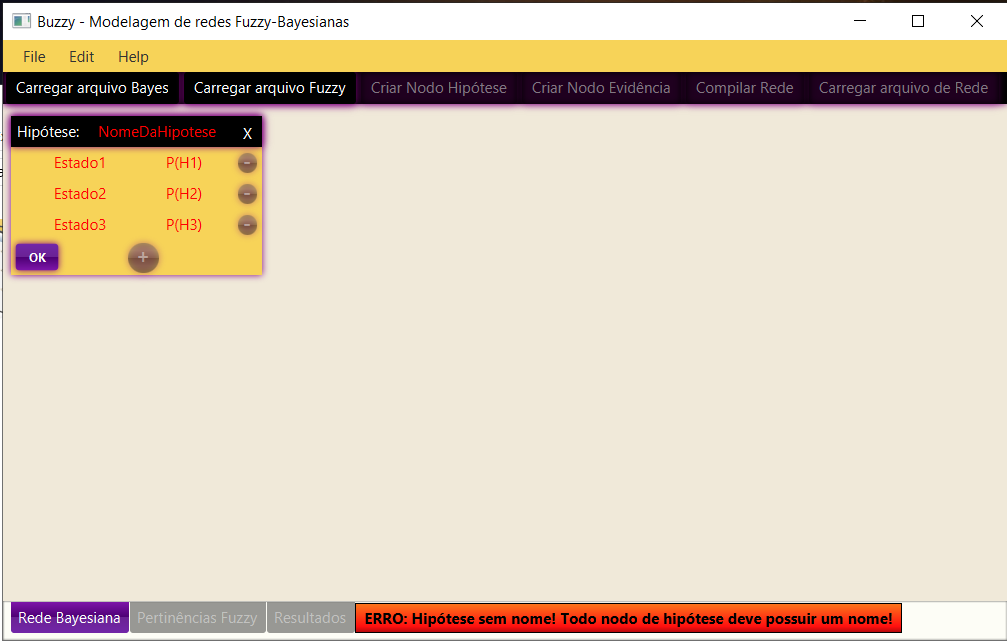 Buzzy - Modelagem de redes Fuzzy-Bayesianas
File Edit Help
Carregar arquivo Bayes Carregar arquivo Fuzzy Criar Nodo Hipótese Criar Nodo Evidência Compilar Rede Carregar arquivo de Rede
Hipótese: NomeDaHipotese X
Estado1 P(H1) -
Estado2 P(H2) -
Estado3 P(H3) -
OK +
Rede Bayesiana Pertinências Fuzzy Resultados ERRO: Hipótese sem nome! Todo nodo de hipótese deve possuir um nome!